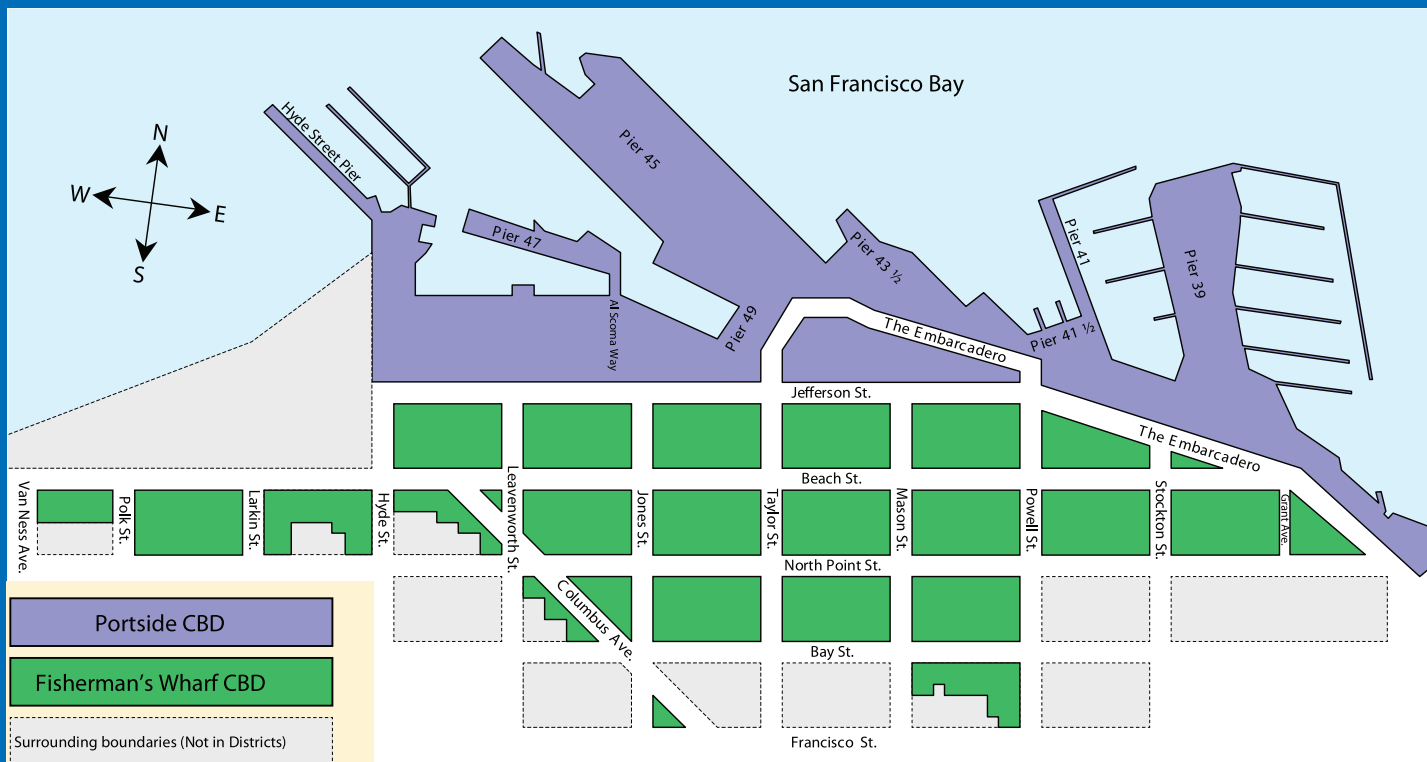 San Francisco Bay
N
W
E
S
Hyde Street Pier
Pier 45
Pier 47
Pier 43 ½
Pier 41
Pier 39
Al Scoma Way
Pier 49
The Embarcadero
Pier 41 ½
Jefferson St.
The Embarcadero
Beach St.
Van Ness Ave.
Polk St.
Larkin St.
Hyde St.
Leavenworth St.
Jones St.
Taylor St.
Mason St.
Powell St.
Stockton St.
Grant Ave.
North Point St.
Columbus Ave.
Bay St.
Francisco St.
Portside CBD
Fisherman's Wharf CBD
Surrounding boundaries (Not in Districts)